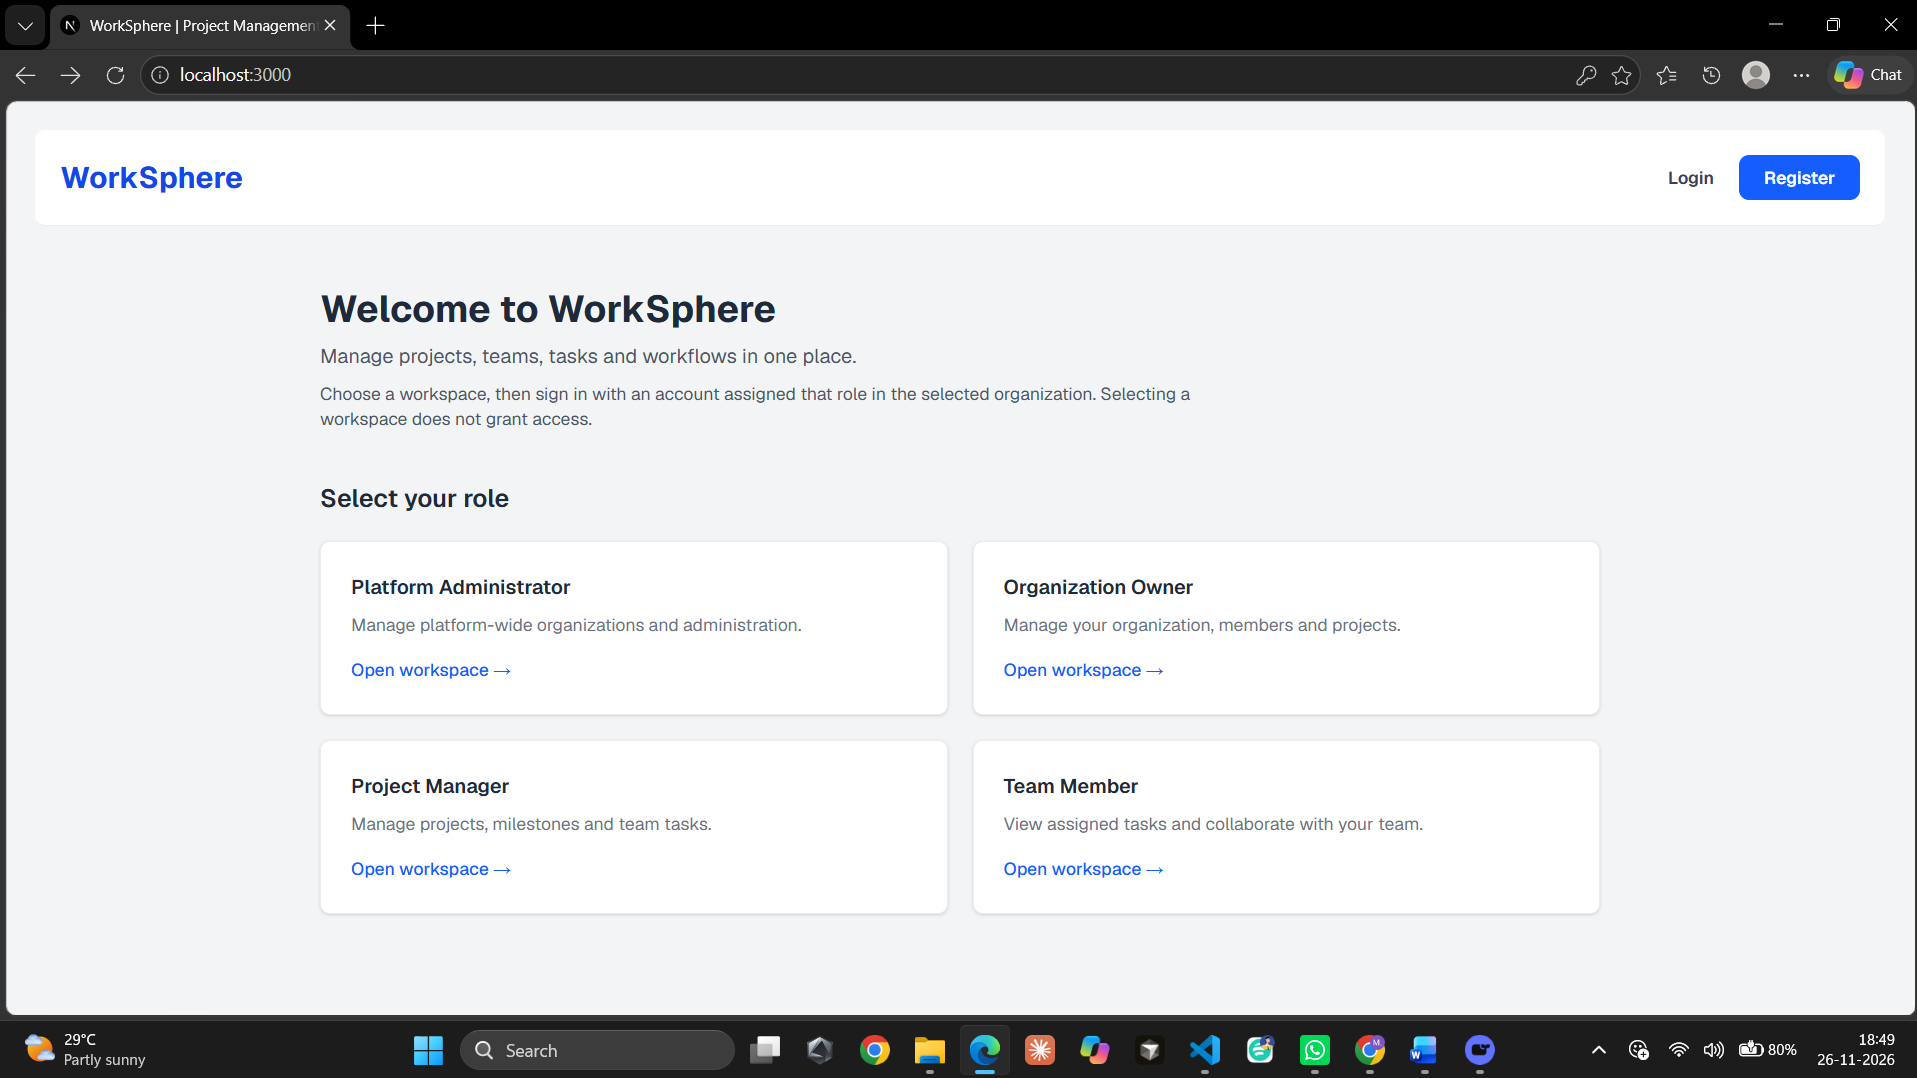 WorkSphere | Project Managemen
localhost:3000
Chat
WorkSphere
Login
Register
Welcome to WorkSphere
Manage projects, teams, tasks and workflows in one place.
Choose a workspace, then sign in with an account assigned that role in the selected organization. Selecting a
workspace does not grant access.
Select your role
Platform Administrator
Manage platform-wide organizations and administration.
Open workspace →
Organization Owner
Manage your organization, members and projects.
Open workspace →
Project Manager
Manage projects, milestones and team tasks.
Open workspace →
Team Member
View assigned tasks and collaborate with your team.
Open workspace →
29°C
Partly sunny
Search
80%
18:49
26-11-2026